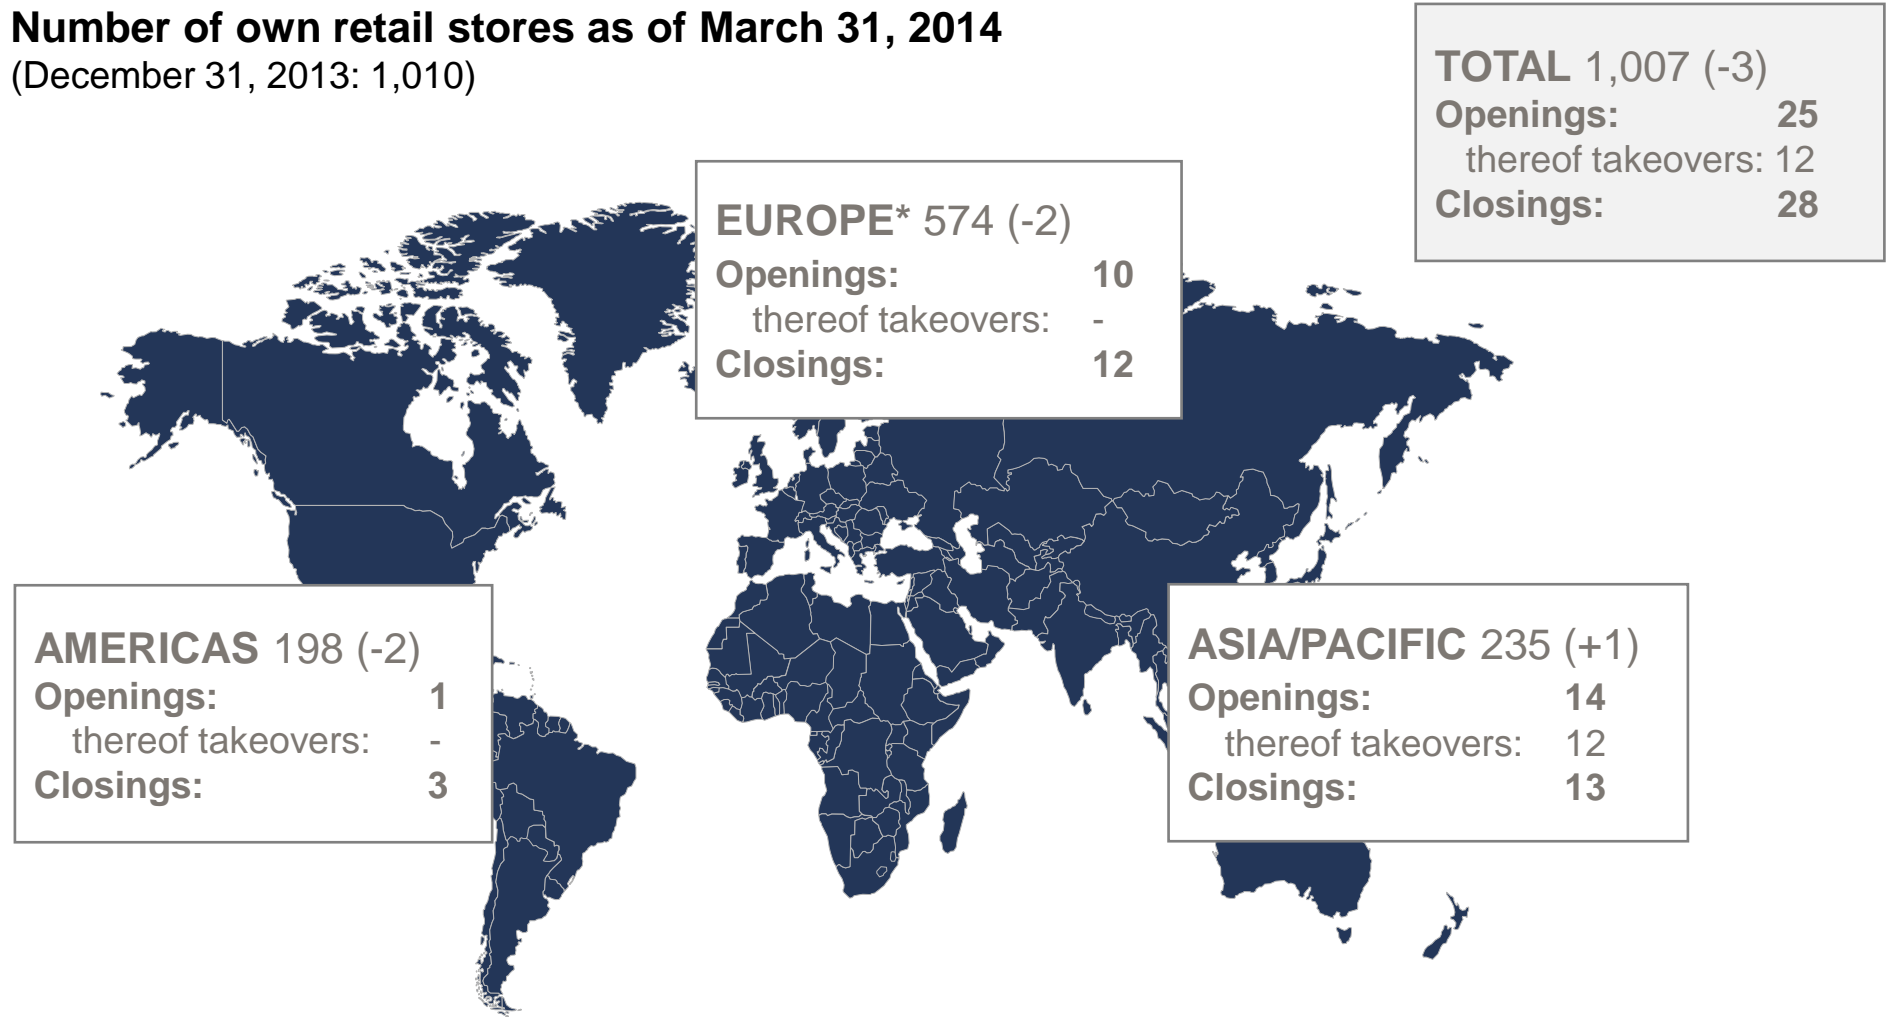 Number of own retail stores as of March 31, 2014
(December 31, 2013: 1,010)
TOTAL 1,007 (-3)
Openings: 25
thereof takeovers: 12
Closings: 28
EUROPE* 574 (-2)
Openings: 10
thereof takeovers: -
Closings: 12
AMERICAS 198 (-2)
Openings: 1
thereof takeovers: -
Closings: 3
ASIA/PACIFIC 235 (+1)
Openings: 14
thereof takeovers: 12
Closings: 13